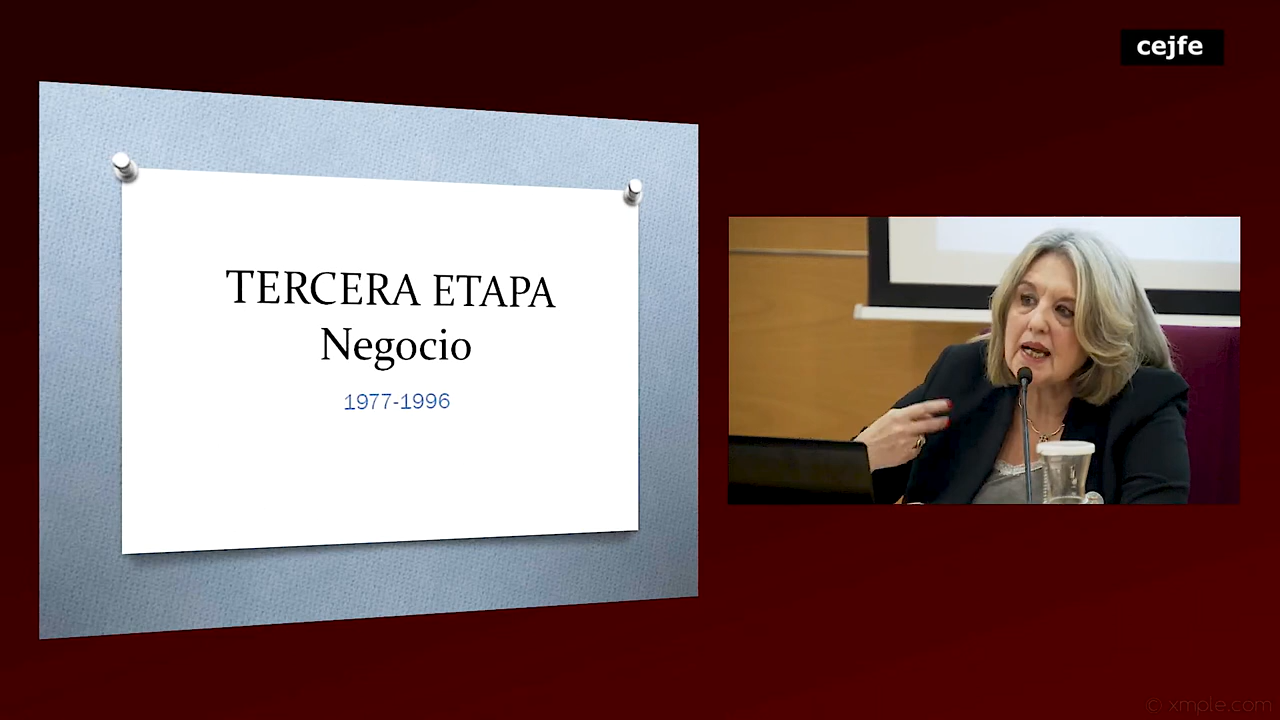 cejfe
TERCERA ETAPA
Negocio
1977-1996
© xmple.com